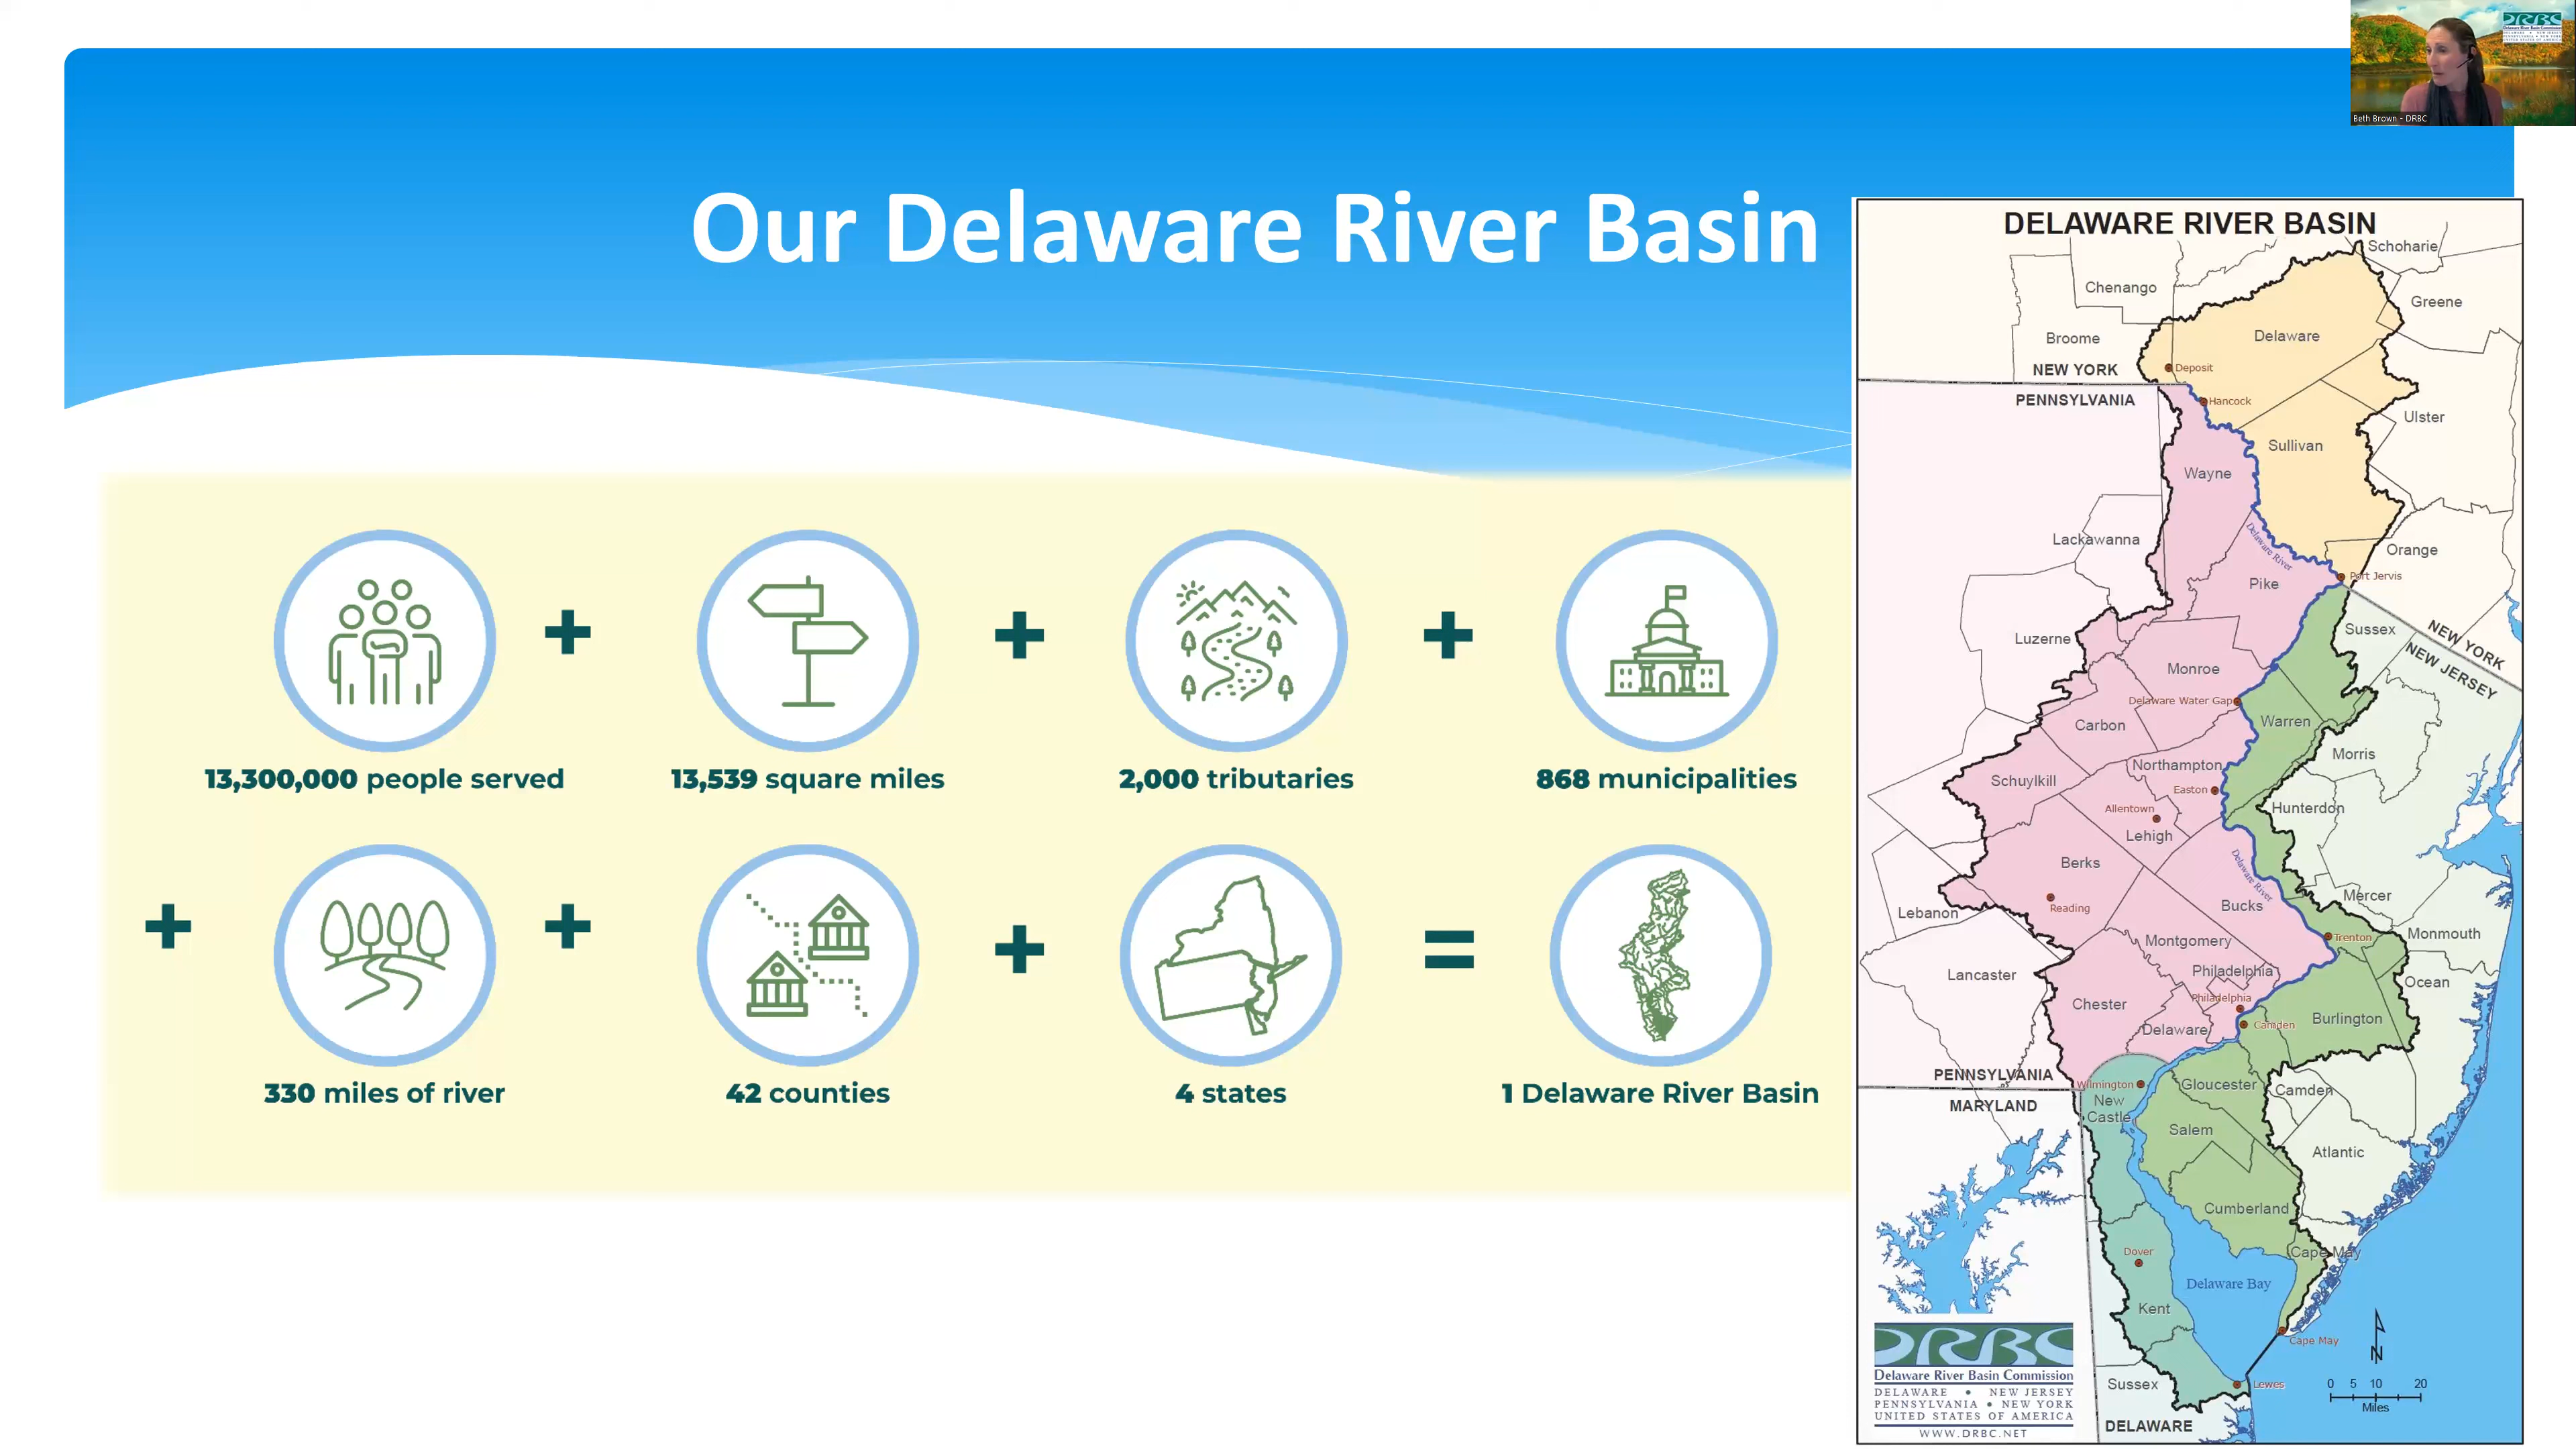 DRBC
Beth Brown - DRBC
Our Delaware River Basin
13,300,000 people served
+
13,539 square miles
+
2,000 tributaries
+
868 municipalities
+
330 miles of river
+
42 counties
+
4 states
=
1 Delaware River Basin
DELAWARE RIVER BASIN
Schoharie
Chenango
Greene
Broome
Delaware
NEW YORK
Deposit
PENNSYLVANIA
Hancock
Ulster
Sullivan
Wayne
Lackawanna
Delaware River
Orange
Port Jervis
Pike
Luzerne
Sussex
NEW YORK
NEW JERSEY
Monroe
Delaware Water Gap
Carbon
Warren
Morris
Northampton
Schuylkill
Easton
Allentown
Hunterdon
Lehigh
Berks
Delaware River
Mercer
Reading
Bucks
Lebanon
Trenton
Monmouth
Montgomery
Lancaster
Philadelphia
Ocean
Philadelphia
Chester
Camden
Burlington
Delaware
PENNSYLVANIA
Wilmington
Gloucester
Camden
MARYLAND
New
Castle
Salem
Atlantic
Cumberland
Dover
Cape May
Delaware Bay
Kent
Cape May
N
Sussex
Lewes
0 5 10 20
Miles
DELAWARE
DRBC
Delaware River Basin Commission
DELAWARE • NEW JERSEY
PENNSYLVANIA • NEW YORK
UNITED STATES OF AMERICA
WWW.DRBC.NET